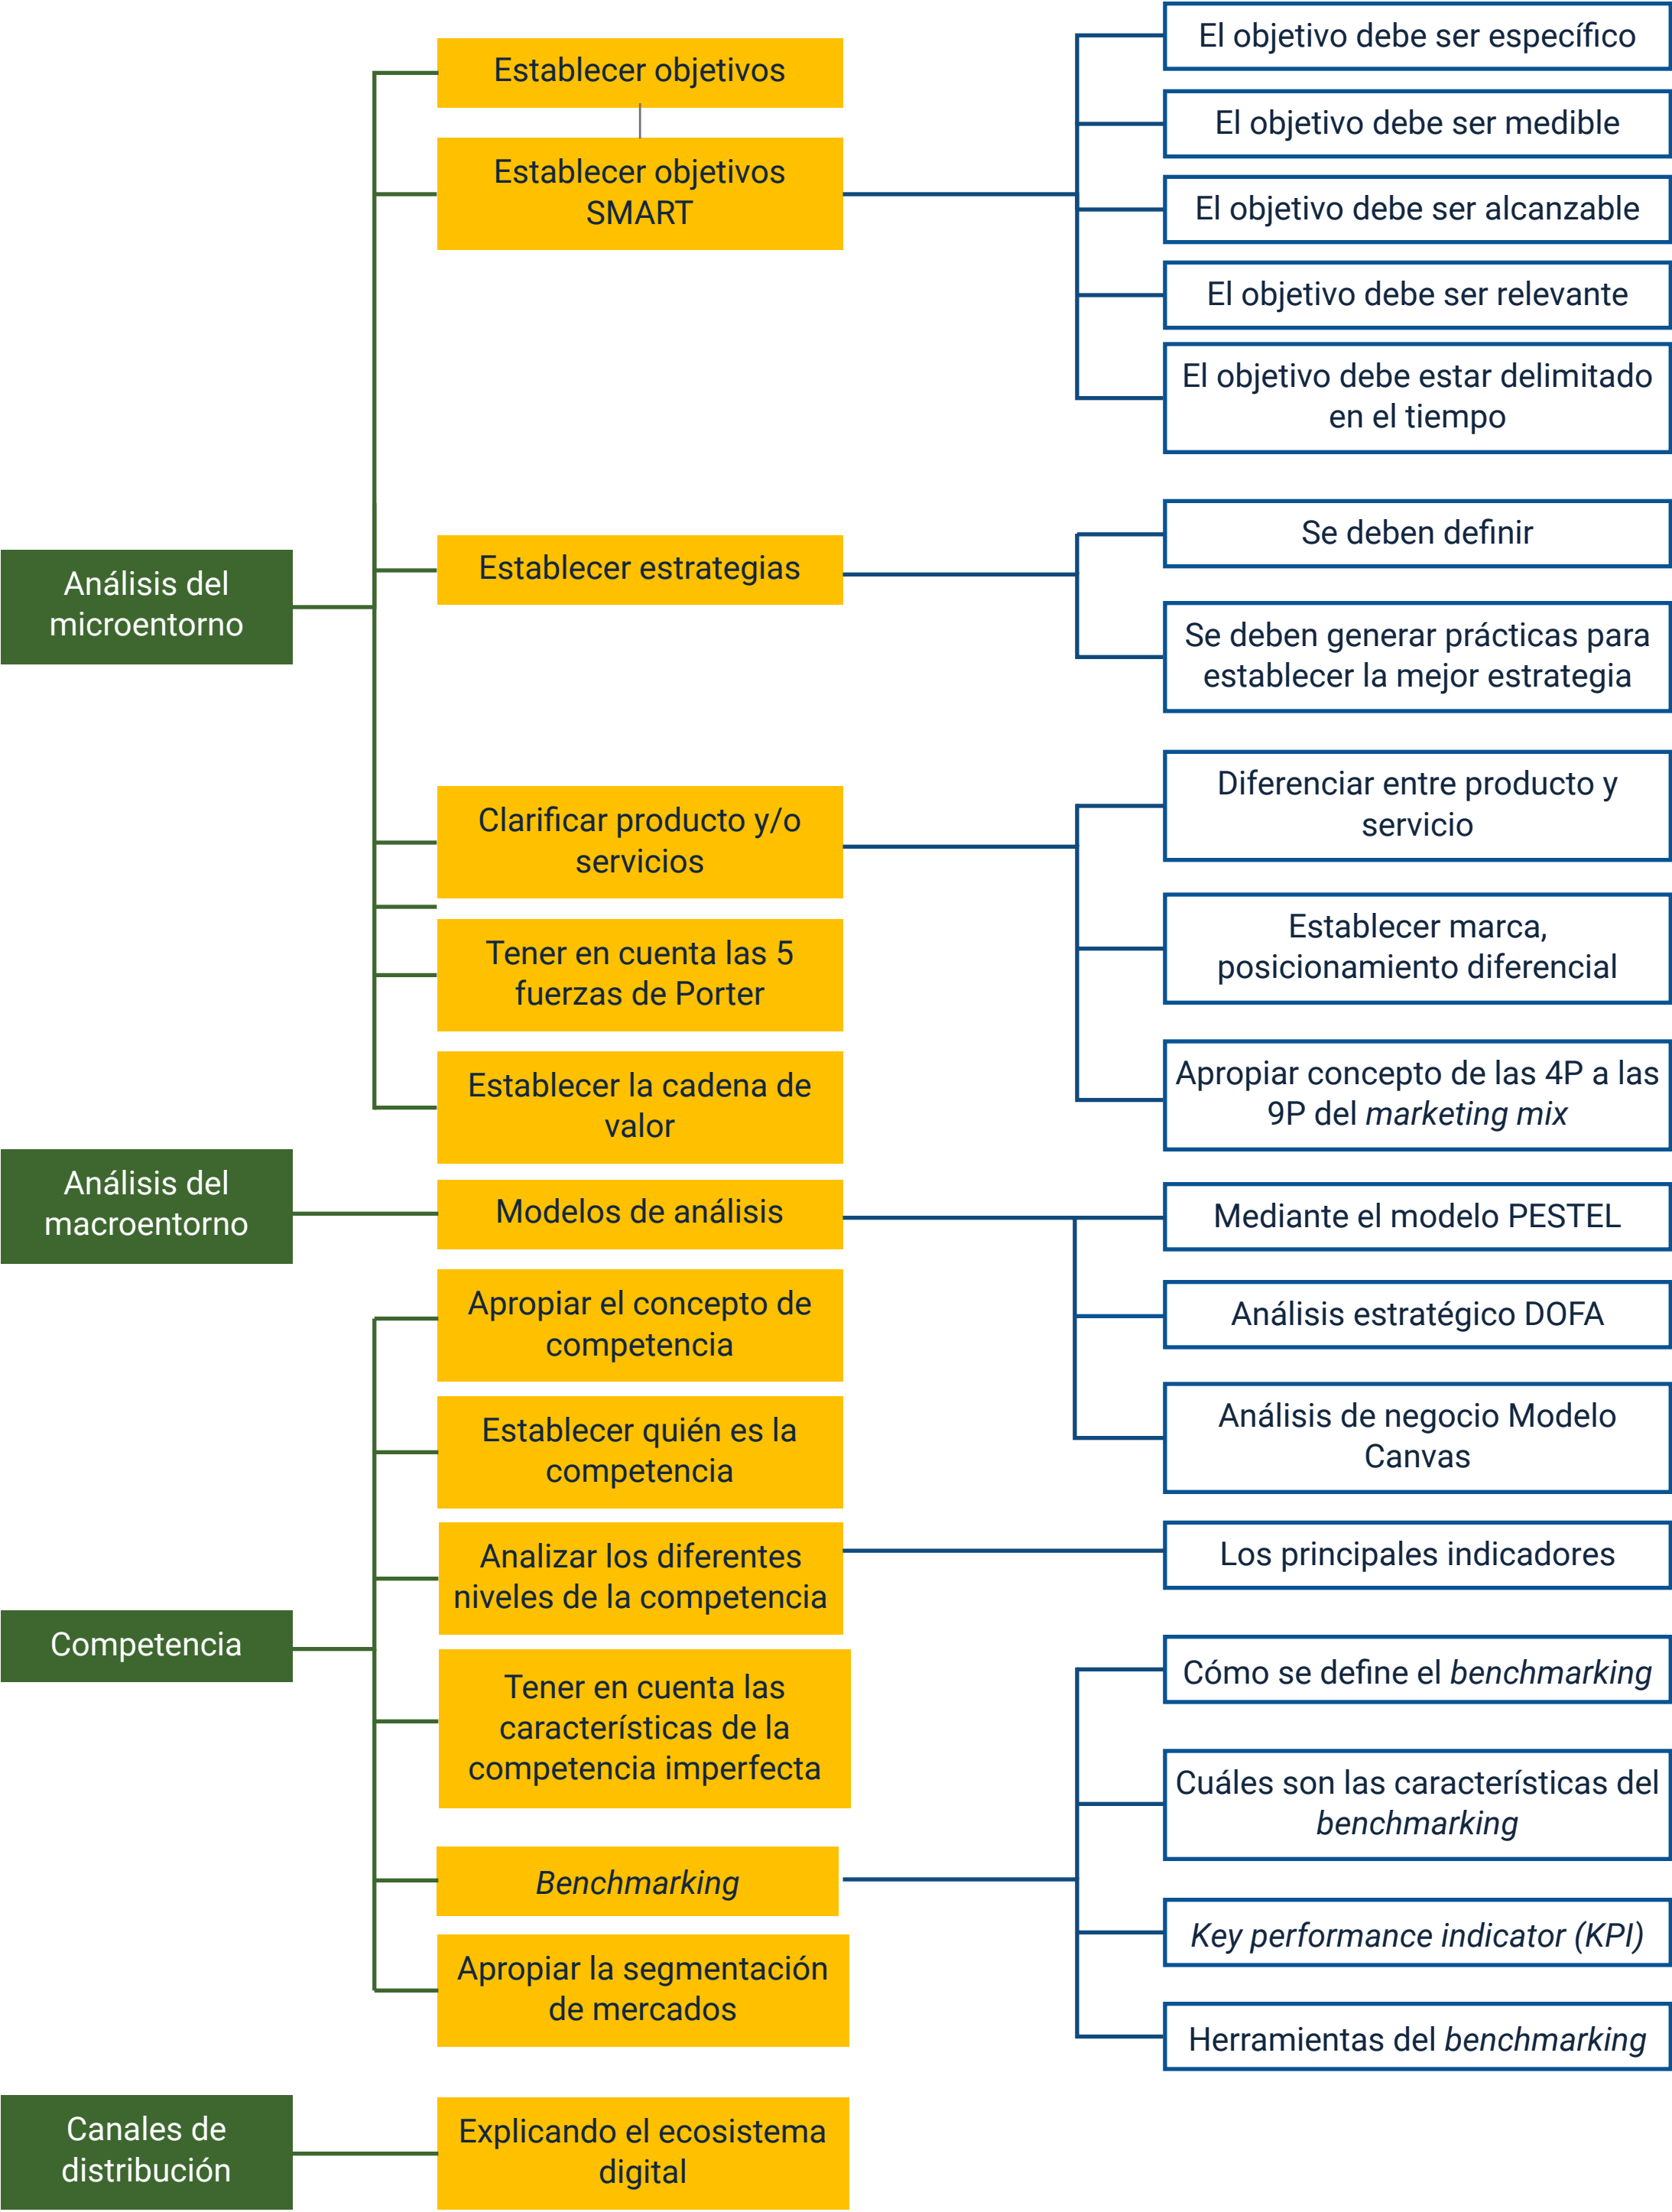 Análisis del
microentorno
Establecer objetivos
Establecer objetivos
SMART
El objetivo debe ser específico
El objetivo debe ser medible
El objetivo debe ser alcanzable
El objetivo debe ser relevante
El objetivo debe estar delimitado
en el tiempo
Establecer estrategias
Se deben definir
Se deben generar prácticas para
establecer la mejor estrategia
Clarificar producto y/o
servicios
Diferenciar entre producto y
servicio
Establecer marca,
posicionamiento diferencial
Apropiar concepto de las 4P a las
9P del marketing mix
Tener en cuenta las 5
fuerzas de Porter
Establecer la cadena de
valor
Análisis del
macroentorno
Modelos de análisis
Mediante el modelo PESTEL
Análisis estratégico DOFA
Análisis de negocio Modelo
Canvas
Competencia
Apropiar el concepto de
competencia
Establecer quién es la
competencia
Analizar los diferentes
niveles de la competencia
Los principales indicadores
Tener en cuenta las
características de la
competencia imperfecta
Benchmarking
Cómo se define el benchmarking
Cuáles son las características del
benchmarking
Key performance indicator (KPI)
Herramientas del benchmarking
Apropiar la segmentación
de mercados
Canales de
distribución
Explicando el ecosistema
digital